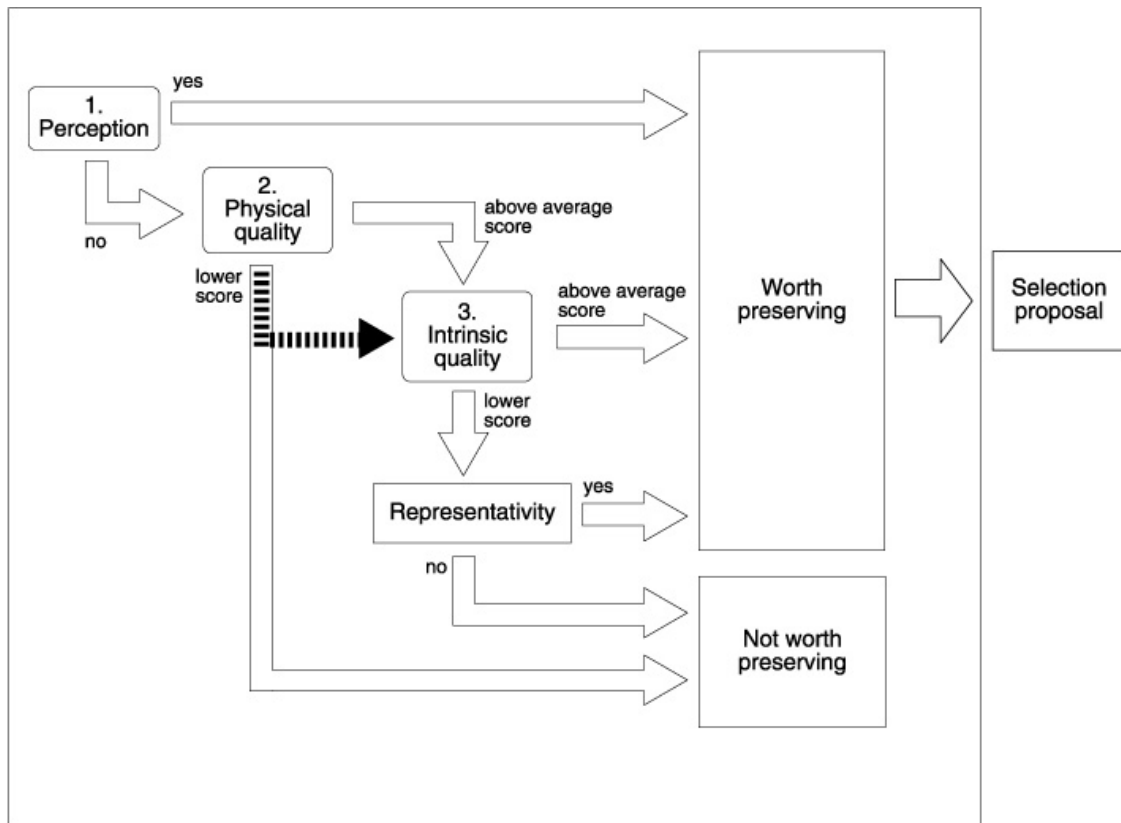 yes
1.
Perception
no
2.
Physical
quality
above average
score
lower
score
3.
Intrinsic
quality
above average
score
lower
score
Representativity
yes
no
Worth
preserving
Not worth
preserving
Selection
proposal